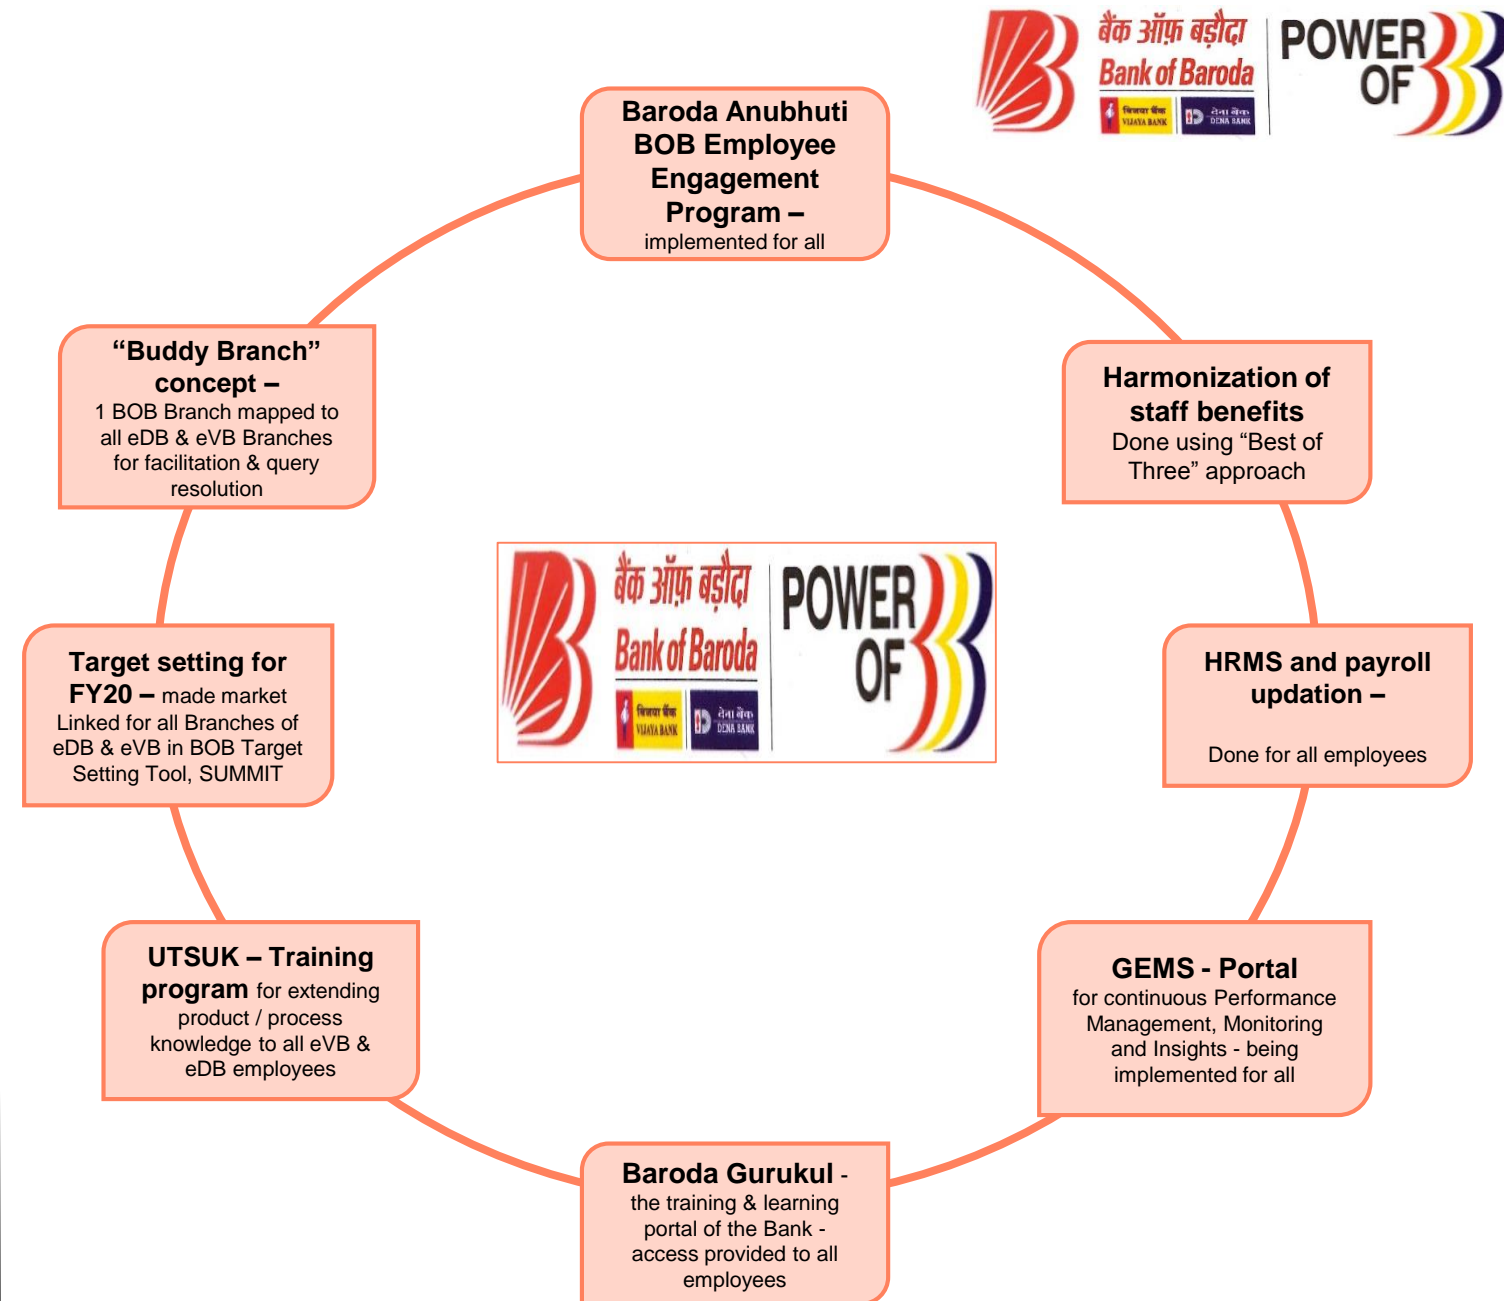 बैंक ऑफ़ बड़ौदा
Bank of Baroda
विजया बैंक
VIJAYA BANK
देना बैंक
DENA BANK
POWER
OF
Baroda Anubhuti
BOB Employee
Engagement
Program –
implemented for all
“Buddy Branch”
concept –
1 BOB Branch mapped to
all eDB & eVB Branches
for facilitation & query
resolution
Harmonization of
staff benefits
Done using “Best of
Three” approach
बैंक ऑफ़ बड़ौदा
Bank of Baroda
विजया बैंक
VIJAYA BANK
देना बैंक
DENA BANK
POWER
OF
Target setting for
FY20 – made market
Linked for all Branches of
eDB & eVB in BOB Target
Setting Tool, SUMMIT
HRMS and payroll
updation –
Done for all employees
UTSUK – Training
program for extending
product / process
knowledge to all eVB &
eDB employees
GEMS - Portal
for continuous Performance
Management, Monitoring
and Insights - being
implemented for all
Baroda Gurukul -
the training & learning
portal of the Bank -
access provided to all
employees